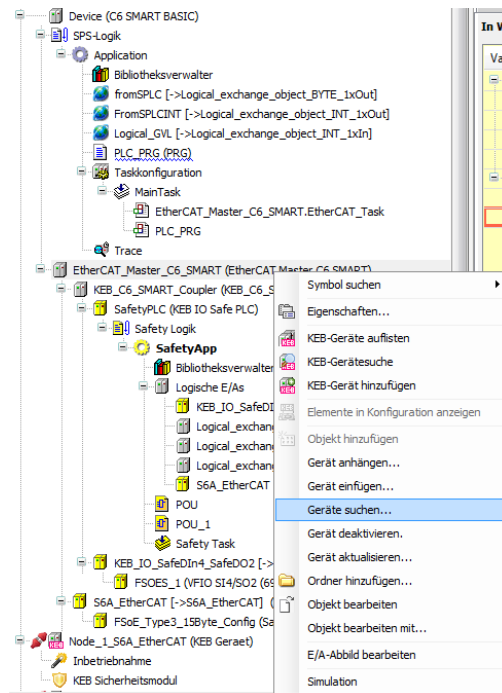 Device (C6 SMART BASIC)
In W
SPS-Logik
Va
Application
Bibliotheksverwalter
fromSPLC [->Logical_exchange_object_BYTE_1xOut]
FromSPLCINT [->Logical_exchange_object_INT_1xOut]
Logical_GVL [->Logical_exchange_object_INT_1xIn]
PLC_PRG (PRG)
Taskkonfiguration
MainTask
EtherCAT_Master_C6_SMART.EtherCAT_Task
PLC_PRG
Trace
EtherCAT_Master_C6_SMART (EtherCAT Master C6 SMART)
KEB_C6_SMART_Coupler (KEB_C6_S
SafetyPLC (KEB IO Safe PLC)
Safety Logik
SafetyApp
Bibliotheksverwalter
Logische E/As
KEB_IO_SafeDI
Logical_exchan
Logical_exchan
Logical_exchan
S6A_EtherCAT
POU
POU_1
Safety Task
KEB_IO_SafeDIn4_SafeDO2 [->
FSOES_1 (VFIO SI4/SO2 (69
S6A_EtherCAT [->S6A_EtherCAT] (
FSoE_Type3_15Byte_Config (Sa
Node_1_S6A_EtherCAT (KEB Geraet)
Inbetriebnahme
KEB Sicherheitsmodul
Symbol suchen
Eigenschaften...
KEB-Geräte auflisten
KEB-Gerätesuche
KEB-Gerät hinzufügen
Elemente in Konfiguration anzeigen
Objekt hinzufügen
Gerät anhängen...
Gerät einfügen...
Geräte suchen...
Gerät deaktivieren.
Gerät aktualisieren...
Ordner hinzufügen...
Objekt bearbeiten
Objekt bearbeiten mit...
E/A-Abbild bearbeiten
Simulation